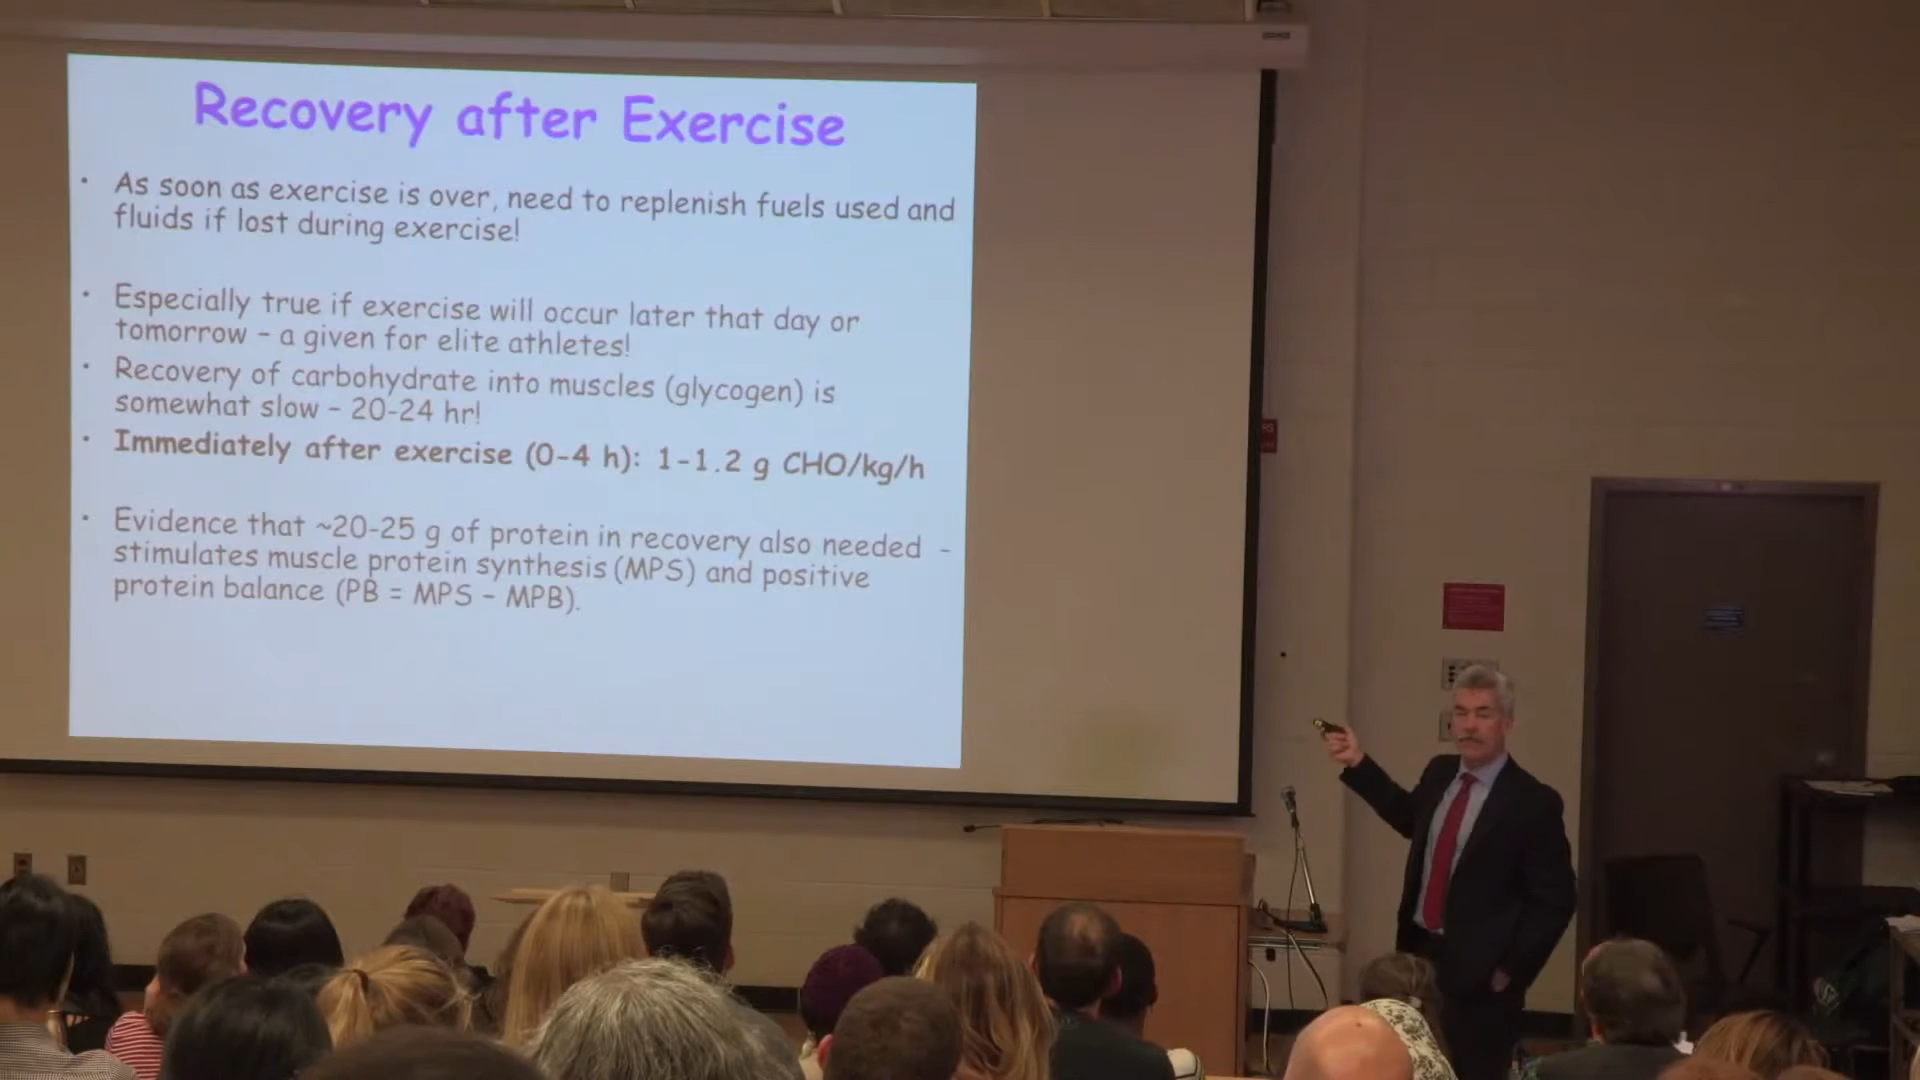 Recovery after Exercise
• As soon as exercise is over, need to replenish fuels used and
fluids if lost during exercise!
• Especially true if exercise will occur later that day or
tomorrow – a given for elite athletes!
• Recovery of carbohydrate into muscles (glycogen) is
somewhat slow – 20-24 hr!
• Immediately after exercise (0-4 h): 1-1.2 g CHO/kg/h
• Evidence that ~20-25 g of protein in recovery also needed -
stimulates muscle protein synthesis (MPS) and positive
protein balance (PB = MPS – MPB).